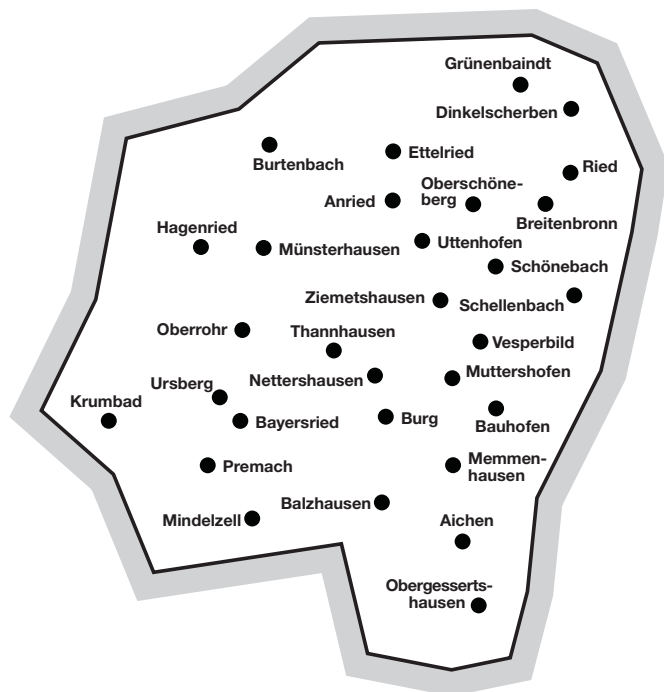 Grünenbaindt
Dinkelscherben
Burtenbach
Ettelried
Ried
Oberschöne-
berg
Anried
Breitenbronn
Hagenried
Münsterhausen
Uttenhofen
Schönebach
Ziemetshausen
Schellenbach
Oberrohr
Thannhausen
Vesperbild
Nettershausen
Muttershofen
Ursberg
Krumbad
Bayersried
Burg
Bauhofen
Premach
Memmen-
hausen
Balzhausen
Mindelzell
Aichen
Obergesserts-
hausen